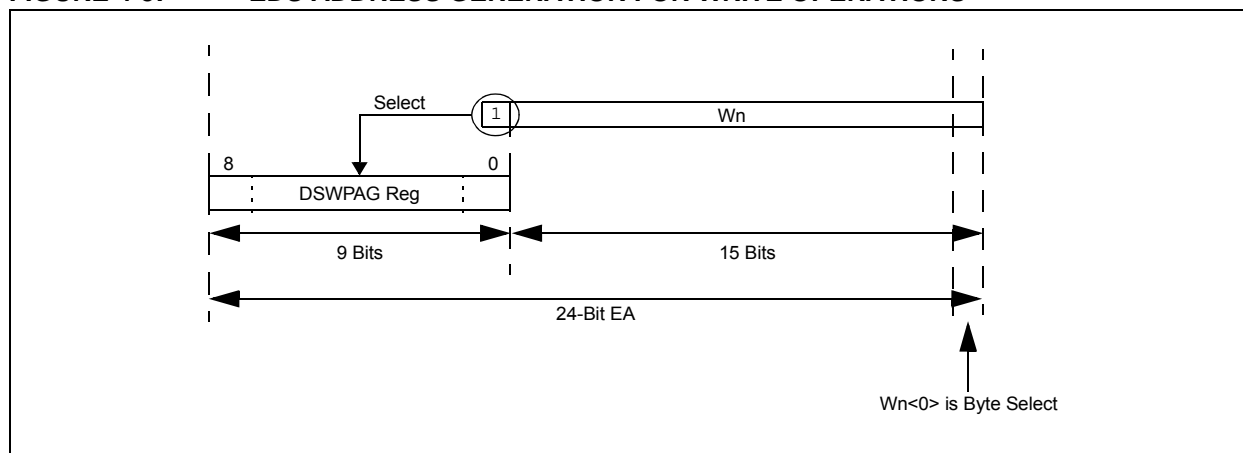 Select
1
Wn
8
0
DSWPAG Reg
9 Bits
15 Bits
24-Bit EA
Wn<0> is Byte Select